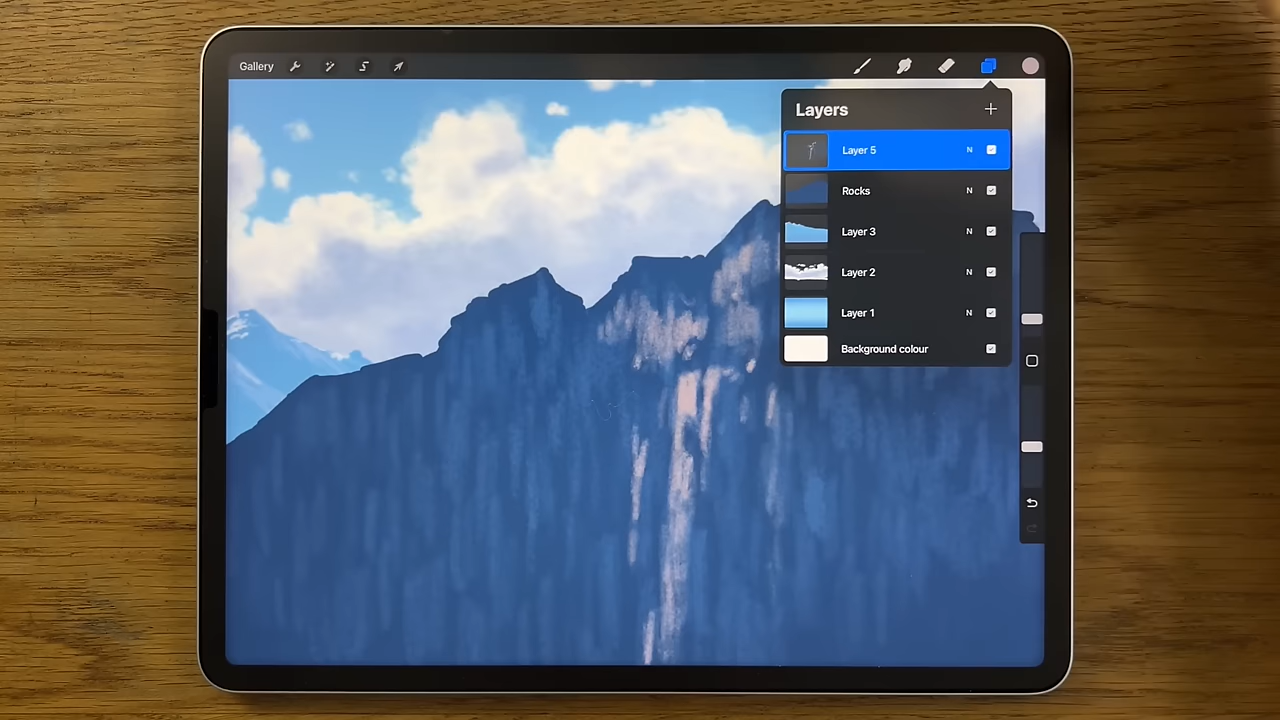 Gallery
Layers
Layer 5 N
Rocks N
Layer 3 N
Layer 2 N
Layer 1 N
Background colour